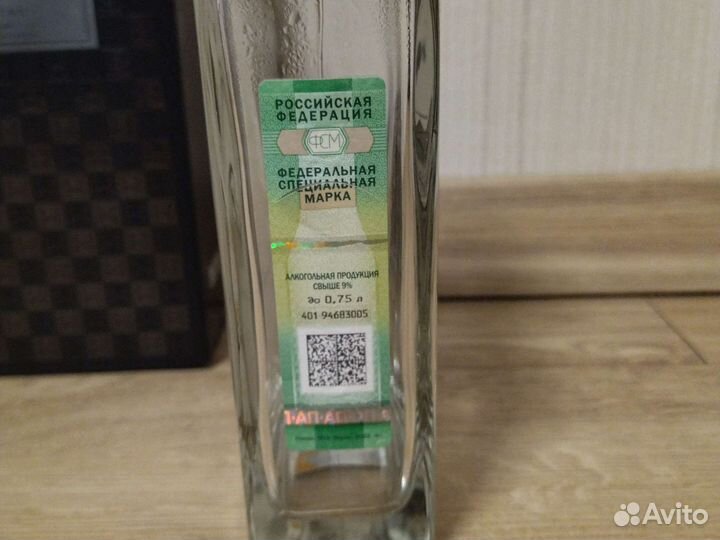 РОССИЙСКАЯ
ФЕДЕРАЦИЯ
ФСМ
ФЕДЕРАЛЬНАЯ
СПЕЦИАЛЬНАЯ
МАРКА
АЛКОГОЛЬНАЯ ПРОДУКЦИЯ
СВЫШЕ 9%
до 0,75 л
401 94683005
Avito